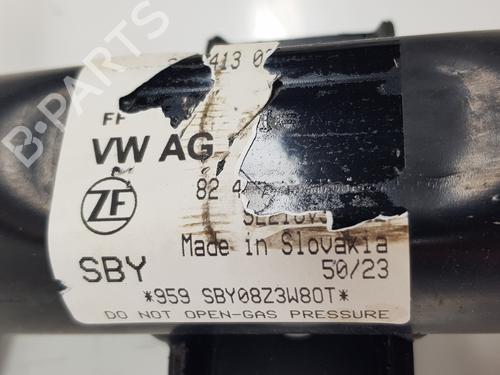 413 0
FF
VW AG
ZF
82 4
SBY
Made in Slovakia
50/23
*959 SBY08Z3W80T*
DO NOT OPEN-GAS PRESSURE
B-PARTS